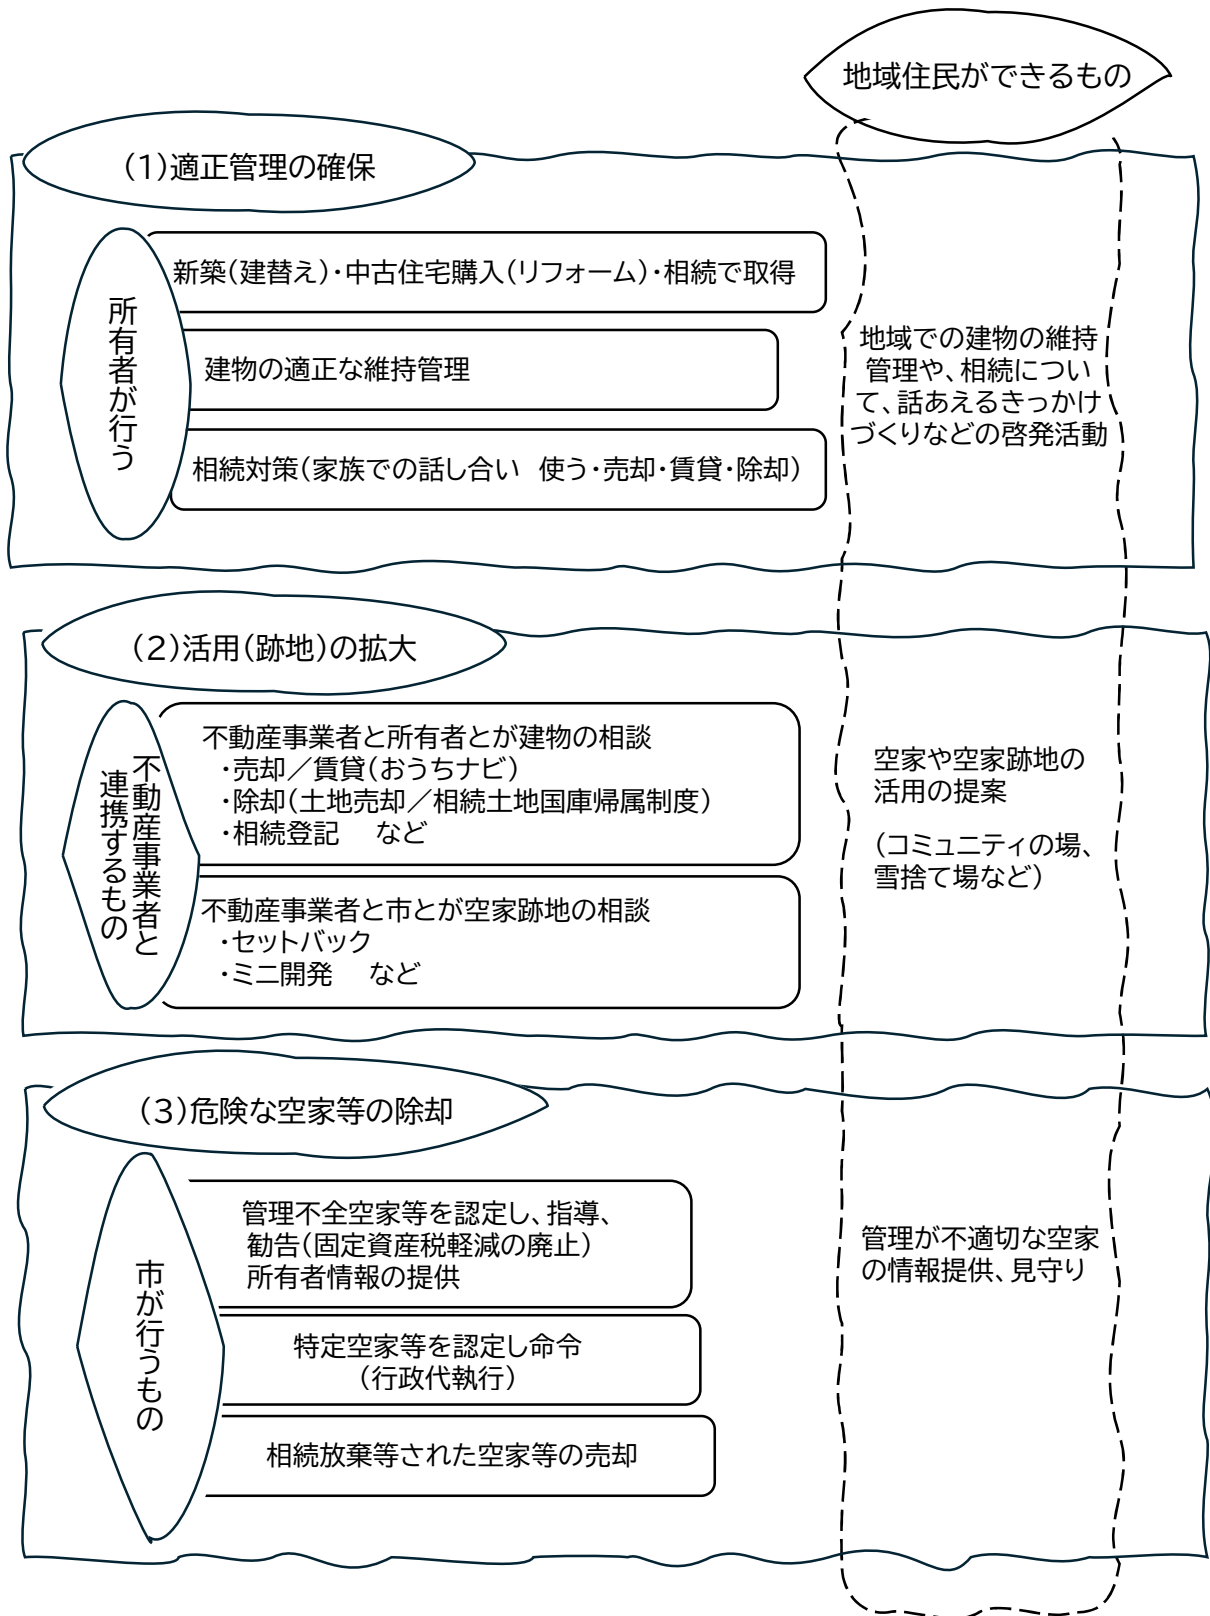 地域住民ができるもの
(1)適正管理の確保
所有者が行う
新築(建替え)・中古住宅購入(リフォーム)・相続で取得
建物の適正な維持管理
相続対策(家族での話し合い　使う・売却・賃貸・除却)
地域での建物の維持
管理や、相続につい
て、話あえるきっかけ
づくりなどの啓発活動
(2)活用(跡地)の拡大
不動産事業者と
連携するもの
不動産事業者と所有者とが建物の相談
・売却/賃貸(おうちナビ)
・除却(土地売却/相続土地国庫帰属制度)
・相続登記　など
不動産事業者と市とが空家跡地の相談
・セットバック
・ミニ開発　など
空家や空家跡地の
活用の提案
(コミュニティの場、
雪捨て場など)
(3)危険な空家等の除却
市が行うもの
管理不全空家等を認定し、指導、
勧告(固定資産税軽減の廃止)
所有者情報の提供
特定空家等を認定し命令
(行政代執行)
相続放棄等された空家等の売却
管理が不適切な空家
の情報提供、見守り